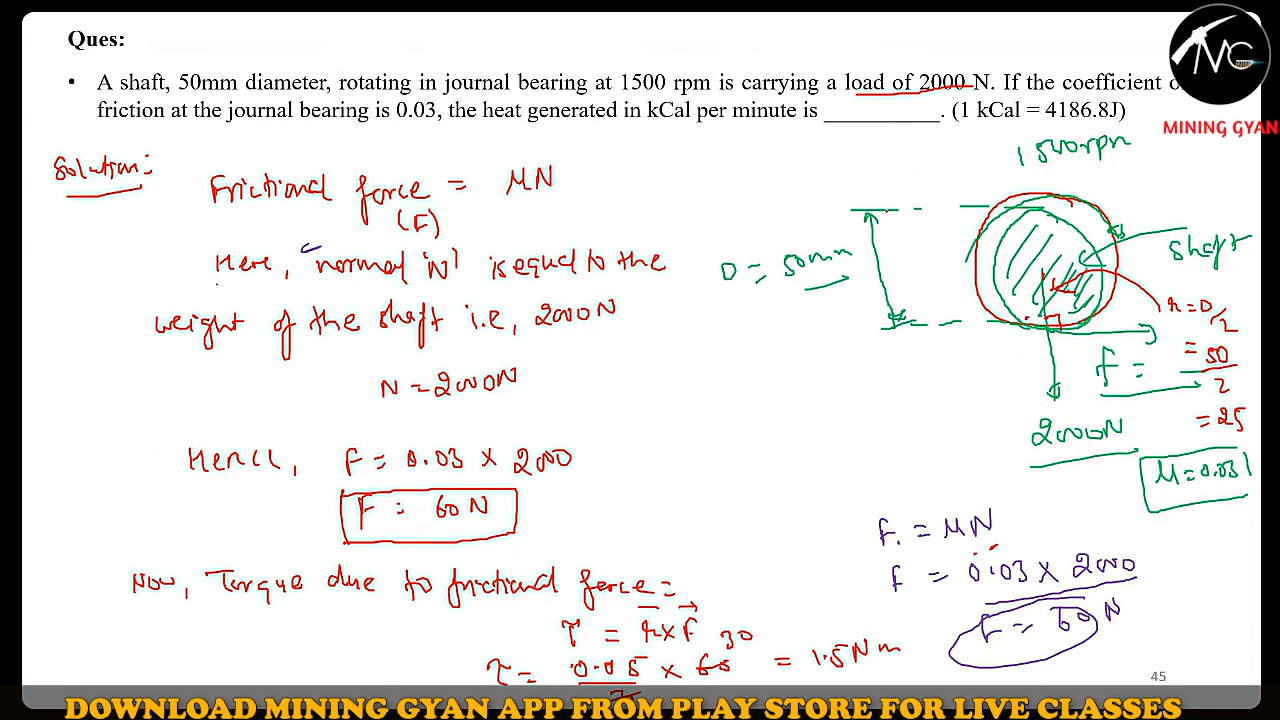 Ques:
• A shaft, 50mm diameter, rotating in journal bearing at 1500 rpm is carrying a load of 2000 N. If the coefficient
friction at the journal bearing is 0.03, the heat generated in kCal per minute is __________. (1 kCal = 4186.8J)
MG
MINING GYAN
1500rpm
Solution:
Frictional force = μN
(F)
Here, normal 'N' is equal to the
weight of the shaft i.e, 2000N
N = 2000N
Hence, F = 0.03 × 2000
F = 60N
Now, Torque due to frictional force =
τ = r×F
τ = 0.05/2 × 60 30 = 1.5Nm
D = 50mm
shaft
r = D/2
= 50/2
= 25
f =
2000N
μ = 0.03
F = μN
f = 0.03 × 2000
F = 60N
45
DOWNLOAD MINING GYAN APP FROM PLAY STORE FOR LIVE CLASSES